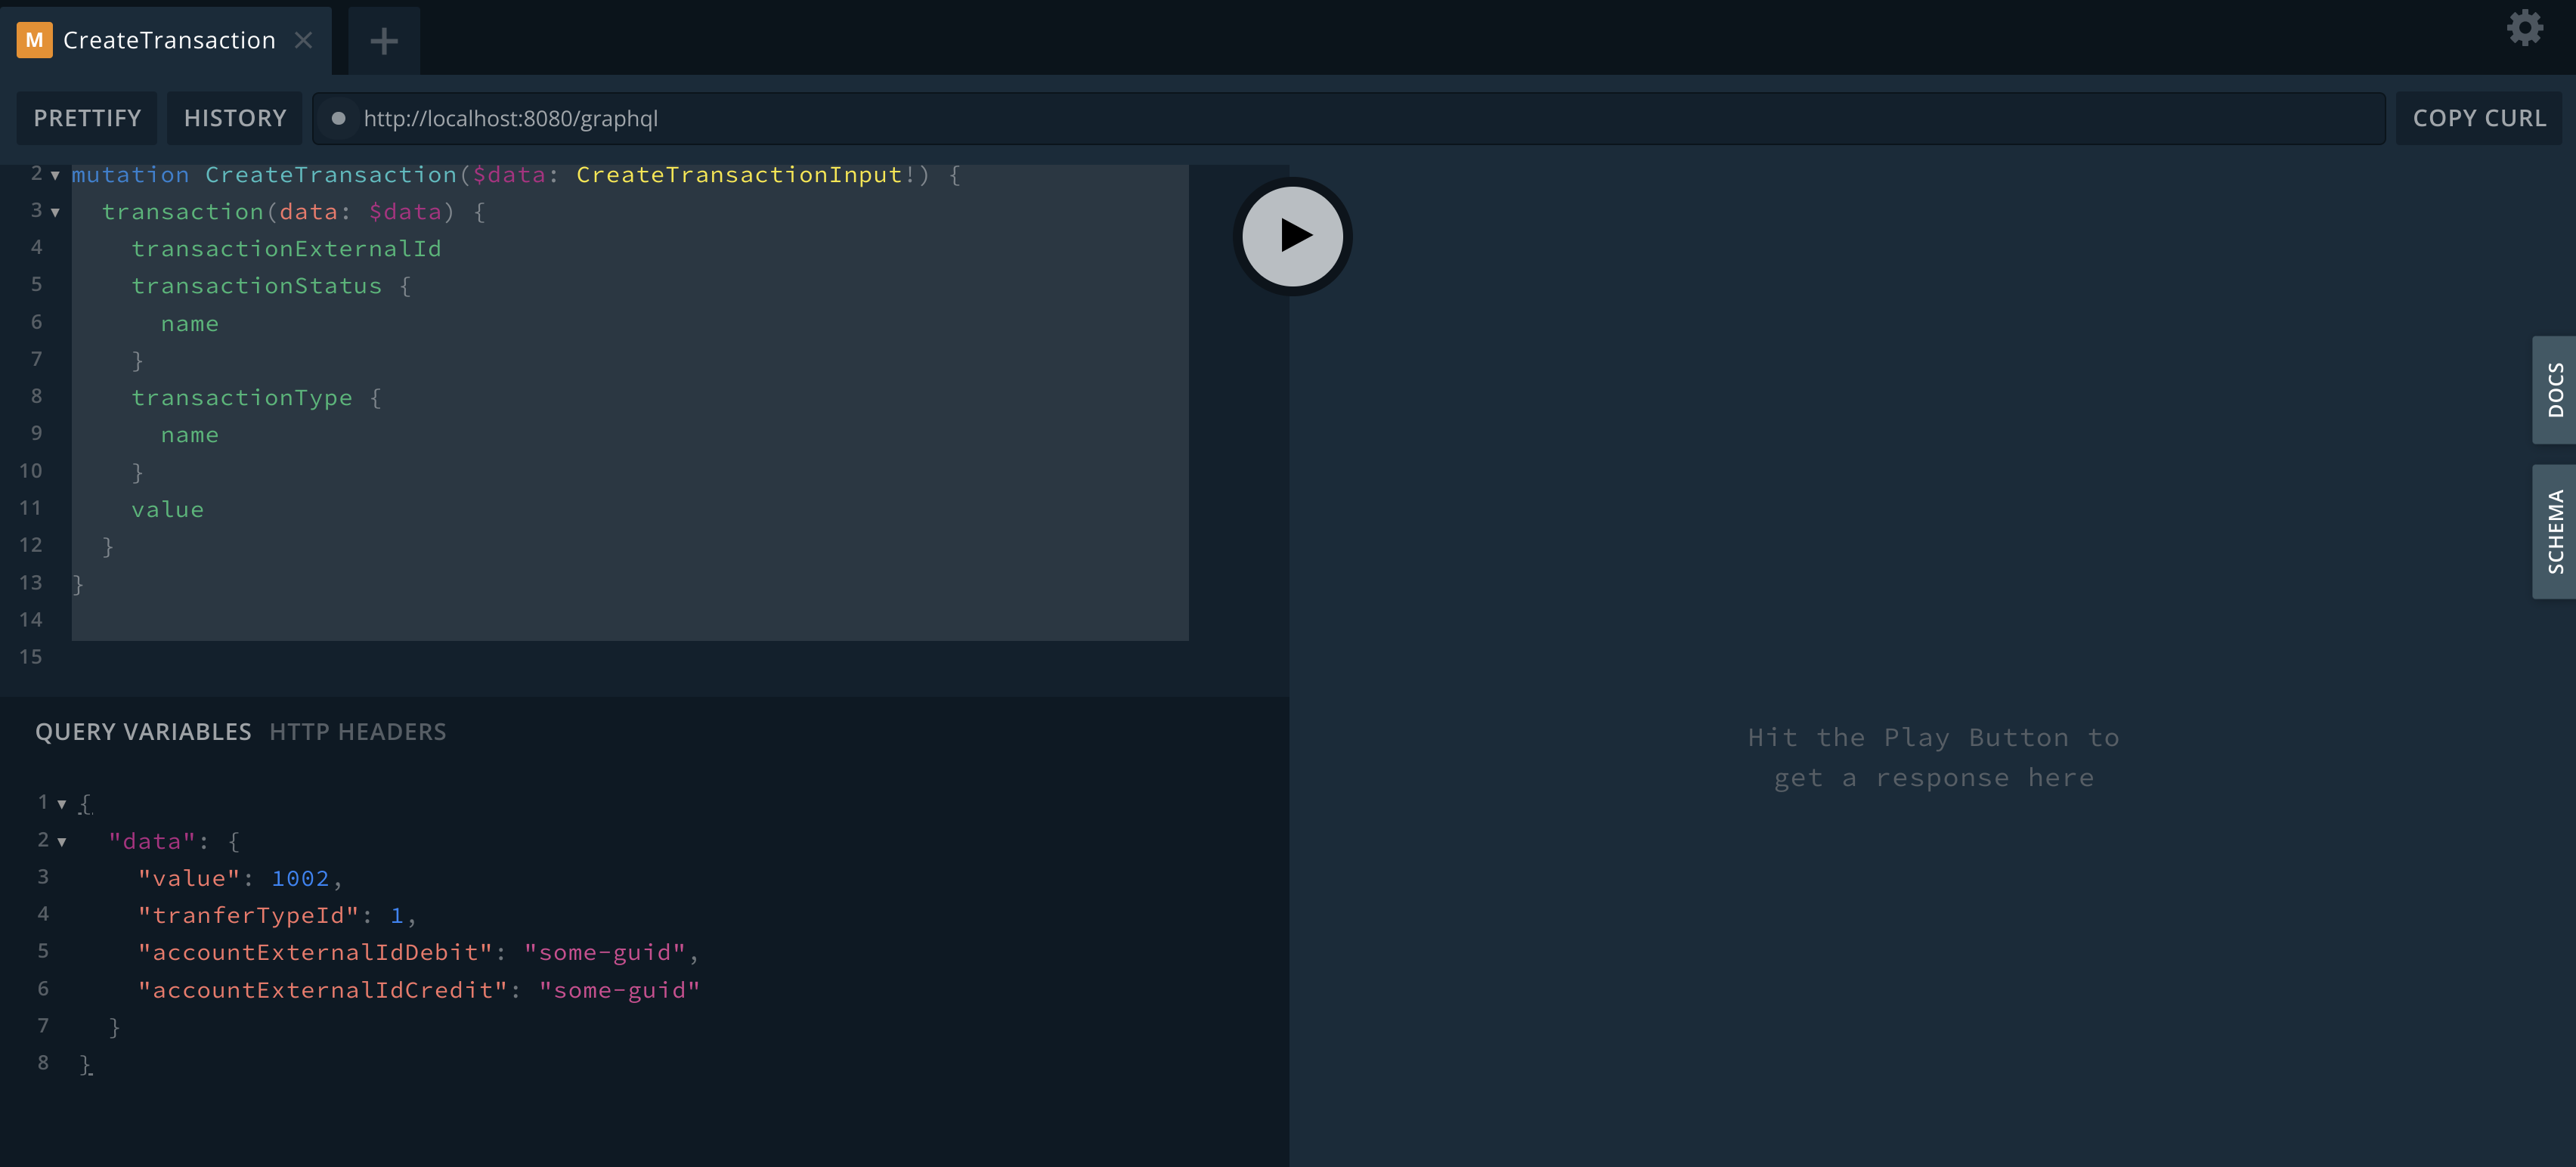 M CreateTransaction
PRETTIFY HISTORY http://localhost:8080/graphql COPY CURL
2 mutation CreateTransaction($data: CreateTransactionInput!) {
3 transaction(data: $data) {
4 transactionExternalId
5 transactionStatus {
6 name
7 }
8 transactionType {
9 name
10 }
11 value
12 }
13 }
14
15
QUERY VARIABLES HTTP HEADERS
1 {
2 "data": {
3 "value": 1002,
4 "tranferTypeId": 1,
5 "accountExternalIdDebit": "some-guid",
6 "accountExternalIdCredit": "some-guid"
7 }
8 }
Hit the Play Button to
get a response here
DOCS
SCHEMA